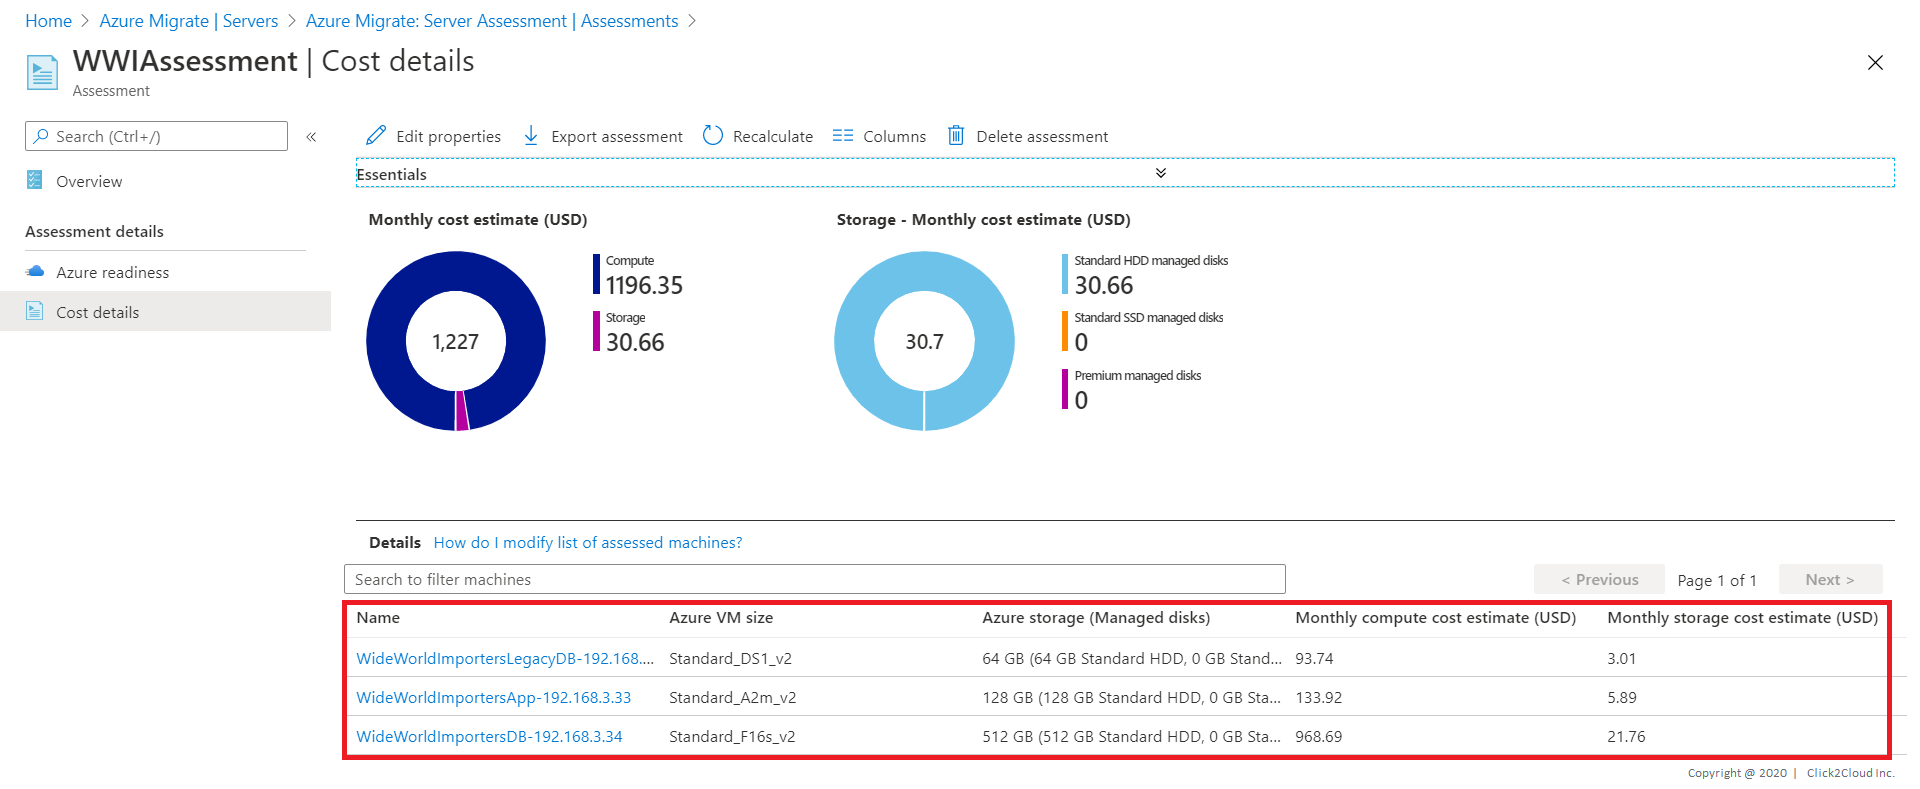 Home > Azure Migrate | Servers > Azure Migrate: Server Assessment | Assessments >
WWIAssessment | Cost details
Assessment
Search (Ctrl+/)
«
Edit properties
Export assessment
Recalculate
Columns
Delete assessment
Overview
Assessment details
Azure readiness
Cost details
Essentials
Monthly cost estimate (USD)
1,227
Compute
1196.35
Storage
30.66
Storage - Monthly cost estimate (USD)
30.7
Standard HDD managed disks
30.66
Standard SSD managed disks
0
Premium managed disks
0
Details How do I modify list of assessed machines?
Search to filter machines
< Previous Page 1 of 1 Next >
Name Azure VM size Azure storage (Managed disks) Monthly compute cost estimate (USD) Monthly storage cost estimate (USD)
WideWorldImportersLegacyDB-192.168.... Standard_DS1_v2 64 GB (64 GB Standard HDD, 0 GB Stand... 93.74 3.01
WideWorldImportersApp-192.168.3.33 Standard_A2m_v2 128 GB (128 GB Standard HDD, 0 GB Sta... 133.92 5.89
WideWorldImportersDB-192.168.3.34 Standard_F16s_v2 512 GB (512 GB Standard HDD, 0 GB Sta... 968.69 21.76
Copyright @ 2020 | Click2Cloud Inc.